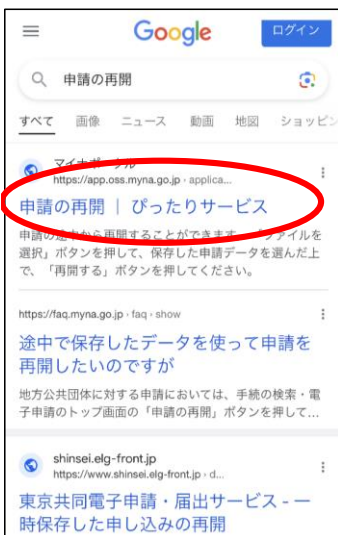 Google
ログイン
申請の再開
すべて 画像 ニュース 動画 地図 ショッピン
マイナポータル
https://app.oss.myna.go.jp › applica...
申請の再開 | ぴったりサービス
申請の途中から再開することができます。「ファイルを
選択」ボタンを押して、保存した申請データを選んだ上
で、「再開する」ボタンを押してください。
https://faq.myna.go.jp › faq › show
途中で保存したデータを使って申請を
再開したいのですが
地方公共団体に対する申請においては、手続の検索・電
子申請のトップ画面の「申請の再開」ボタンを押して...
shinsei.elg-front.jp
https://www.shinsei.elg-front.jp › d...
東京共同電子申請・届出サービス - 一
時保存した申し込みの再開